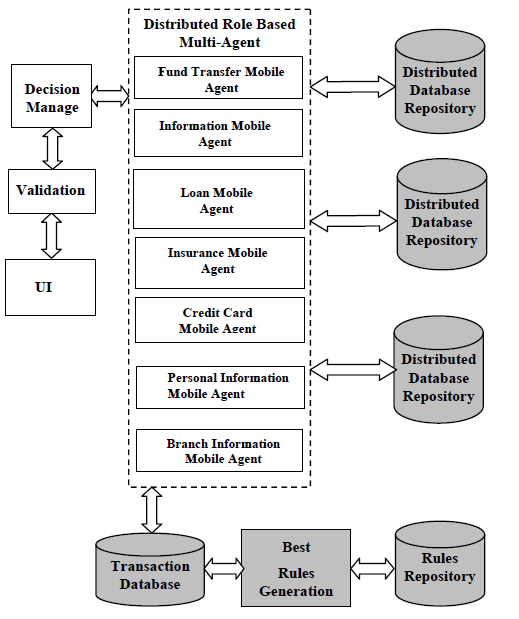 Distributed Role Based
Multi-Agent
Fund Transfer Mobile
Agent
Information Mobile
Agent
Loan Mobile
Agent
Insurance Mobile
Agent
Credit Card
Mobile Agent
Personal Information
Mobile Agent
Branch Information
Mobile Agent
Decision
Manage
Validation
UI
Distributed
Database
Repository
Distributed
Database
Repository
Distributed
Database
Repository
Transaction
Database
Best
Rules
Generation
Rules
Repository